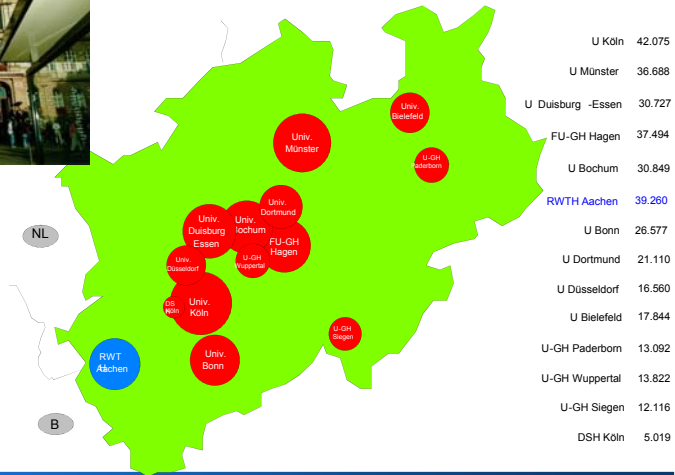 U Köln 42.075
U Münster 36.688
U Duisburg -Essen 30.727
FU-GH Hagen 37.494
U Bochum 30.849
RWTH Aachen 39.260
U Bonn 26.577
U Dortmund 21.110
U Düsseldorf 16.560
U Bielefeld 17.844
U-GH Paderborn 13.092
U-GH Wuppertal 13.822
U-GH Siegen 12.116
DSH Köln 5.019
Univ.
Bielefeld
Univ.
Münster
U-GH
Paderborn
Univ.
Dortmund
Univ.
Duisburg
Essen
Univ.
Bochum
FU-GH
Hagen
U-GH
Wuppertal
Univ.
Düsseldorf
DS
Köln
Univ.
Köln
U-GH
Siegen
Univ.
Bonn
RWT
H
Aachen
NL
B